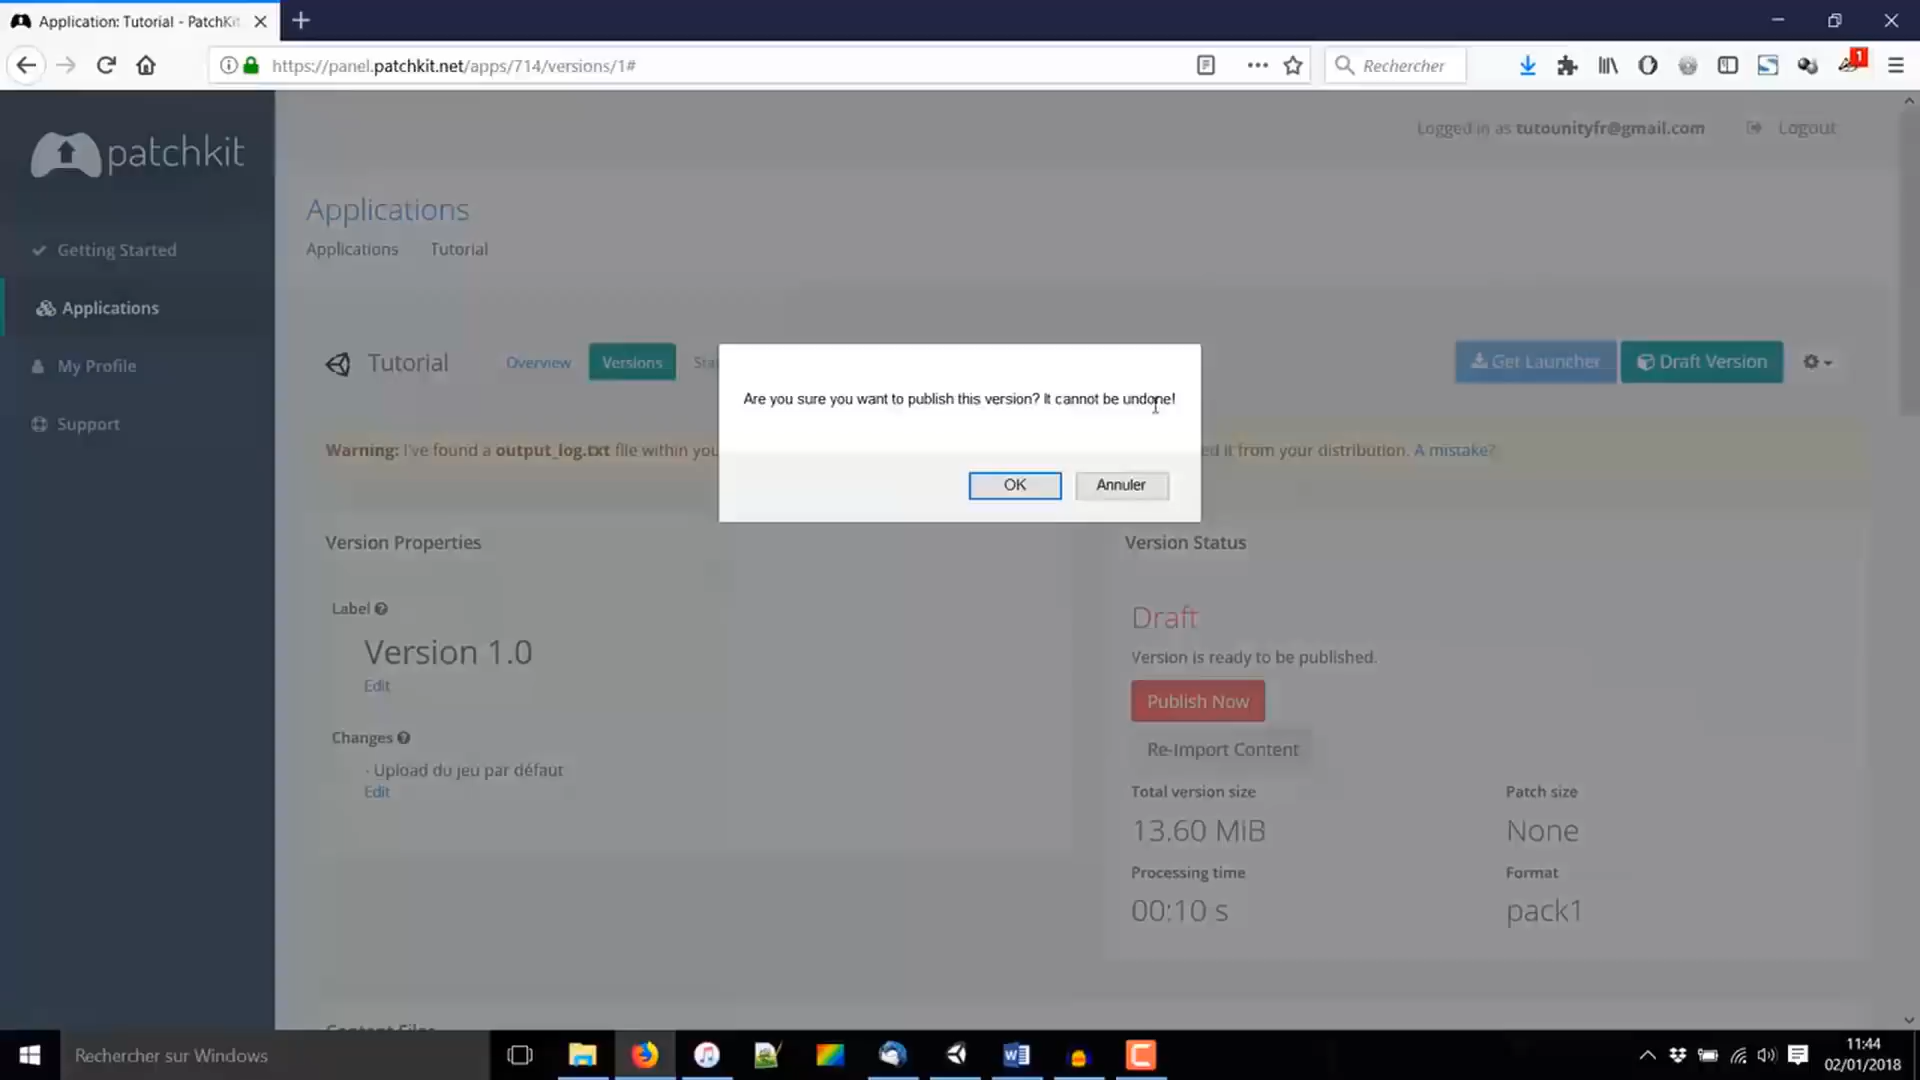 Application: Tutorial - PatchKit
https://panel.patchkit.net/apps/714/versions/1#
Rechercher
1
patchkit
Logged in as tutounityfr@gmail.com
Logout
Getting Started
Applications
My Profile
Support
Applications
Applications Tutorial
Tutorial
Overview
Versions
Get Launcher
Draft Version
Are you sure you want to publish this version? It cannot be undone!
OK
Annuler
Warning: I've found a output_log.txt file within you
ed it from your distribution. A mistake?
Version Properties
Label
Version 1.0
Edit
Changes
- Upload du jeu par défaut
Edit
Version Status
Draft
Version is ready to be published.
Publish Now
Re-Import Content
Total version size
Patch size
13.60 MiB
None
Processing time
Format
00:10 s
pack1
Content Files
Rechercher sur Windows
11:44
02/01/2018